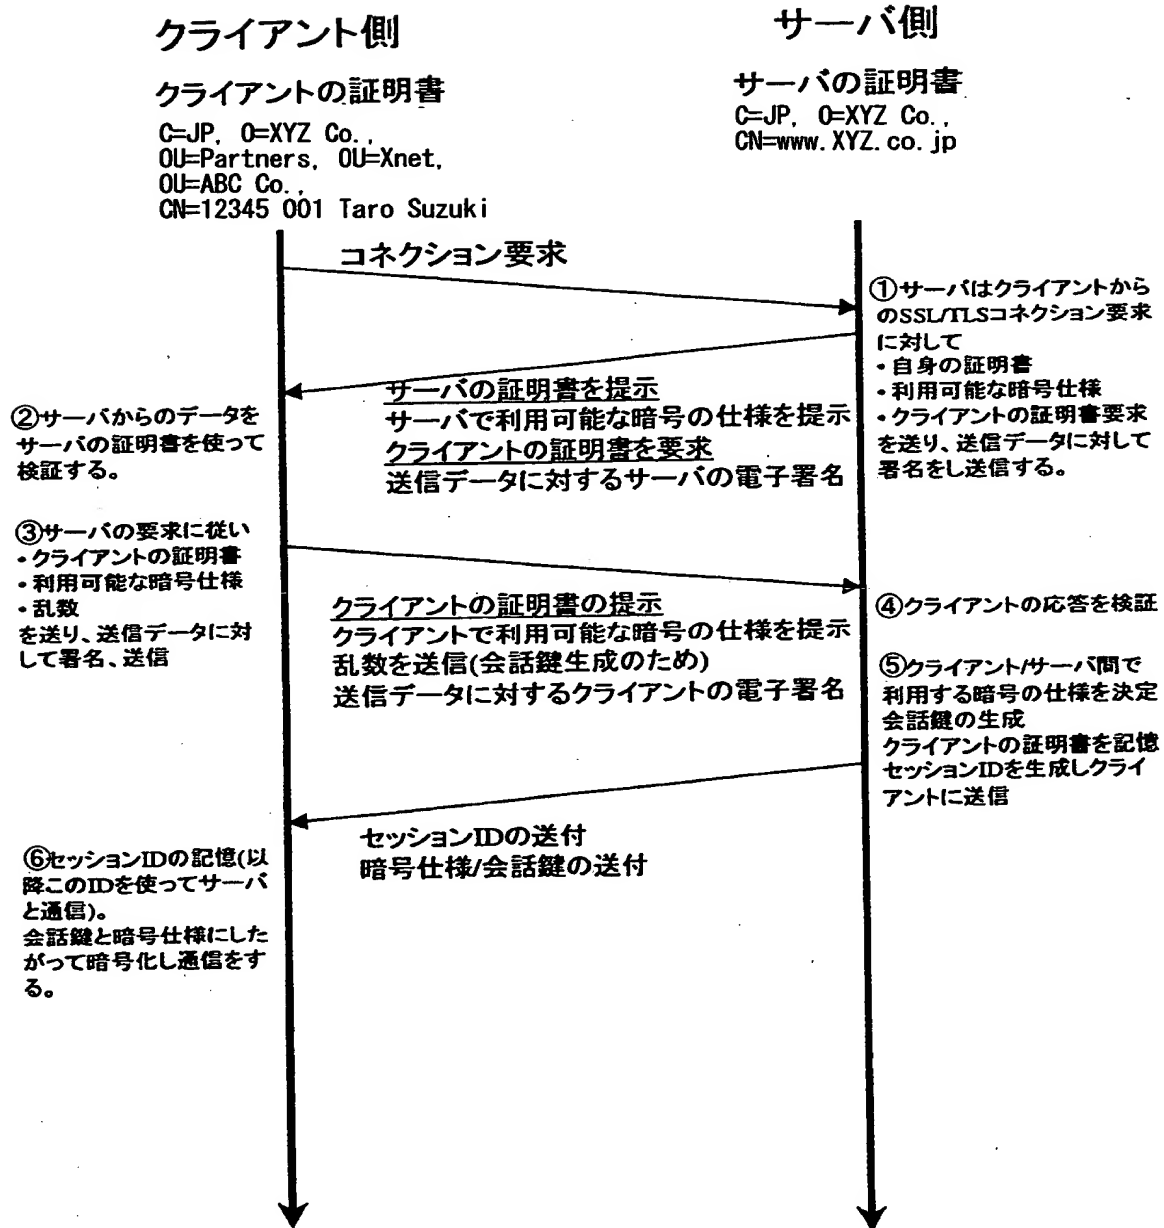 クライアント側
サーバ側
クライアントの証明書
C=JP, O=XYZ Co.,
OU=Partners, OU=Xnet,
OU=ABC Co.,
CN=12345 001 Taro Suzuki
サーバの証明書
C=JP, O=XYZ Co.,
CN=www.XYZ.co.jp
コネクション要求
①サーバはクライアントから
のSSL/TLSコネクション要求
に対して
・自身の証明書
・利用可能な暗号仕様
・クライアントの証明書要求
を送り、送信データに対して
署名をし送信する。
サーバの証明書を提示
サーバで利用可能な暗号の仕様を提示
クライアントの証明書を要求
送信データに対するサーバの電子署名
②サーバからのデータを
サーバの証明書を使って
検証する。
③サーバの要求に従い
・クライアントの証明書
・利用可能な暗号仕様
・乱数
を送り、送信データに対
して署名、送信
クライアントの証明書の提示
クライアントで利用可能な暗号の仕様を提示
乱数を送信(会話鍵生成のため)
送信データに対するクライアントの電子署名
④クライアントの応答を検証
⑤クライアント/サーバ間で
利用する暗号の仕様を決定
会話鍵の生成
クライアントの証明書を記憶
セッションIDを生成しクライ
アントに送信
セッションIDの送付
暗号仕様/会話鍵の送付
⑥セッションIDの記憶(以
降このIDを使ってサーバ
と通信)。
会話鍵と暗号仕様にした
がって暗号化し通信をす
る。